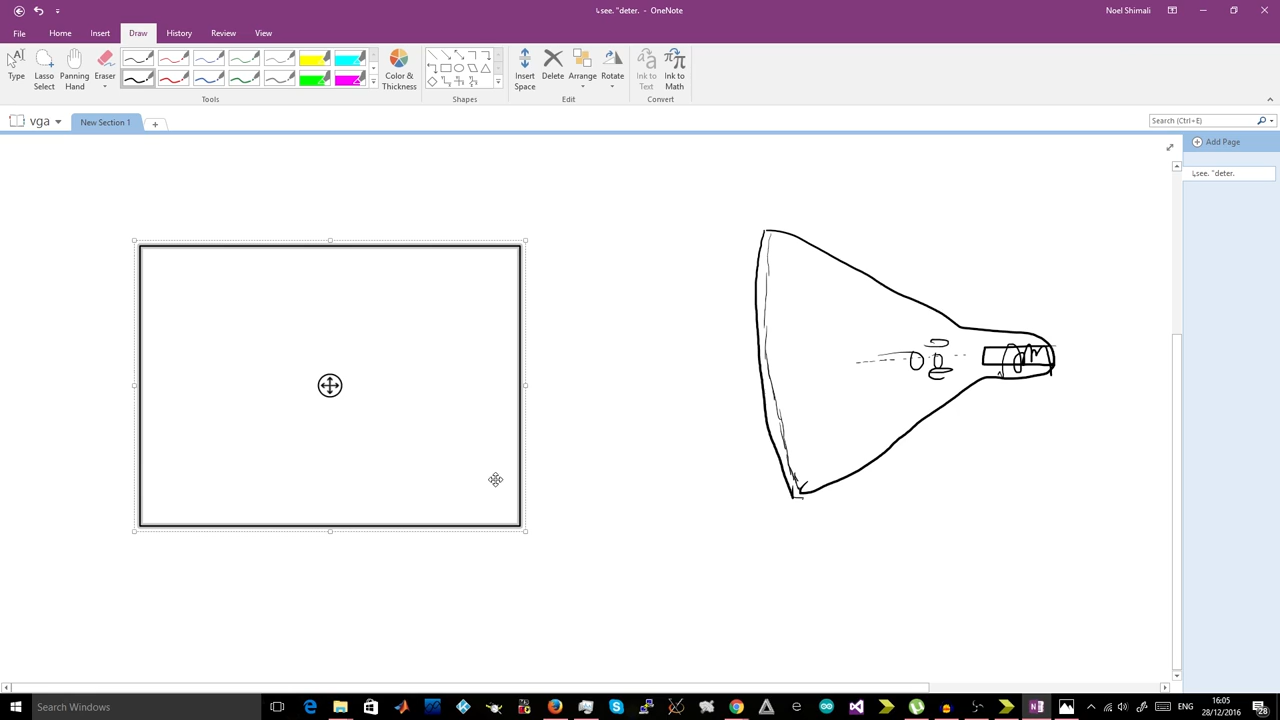 ↳see. "deter. - OneNote
Noel Shimali
File Home Insert Draw History Review View
Type
Lasso Select
Panning Hand
Eraser
Color & Thickness
Insert Space
Delete
Arrange
Rotate
Ink to Text
Ink to Math
Tools
Shapes
Edit
Convert
vga
New Section 1
Search (Ctrl+E)
Add Page
↳see. "deter.
Search Windows
ENG
16:05
28/12/2016